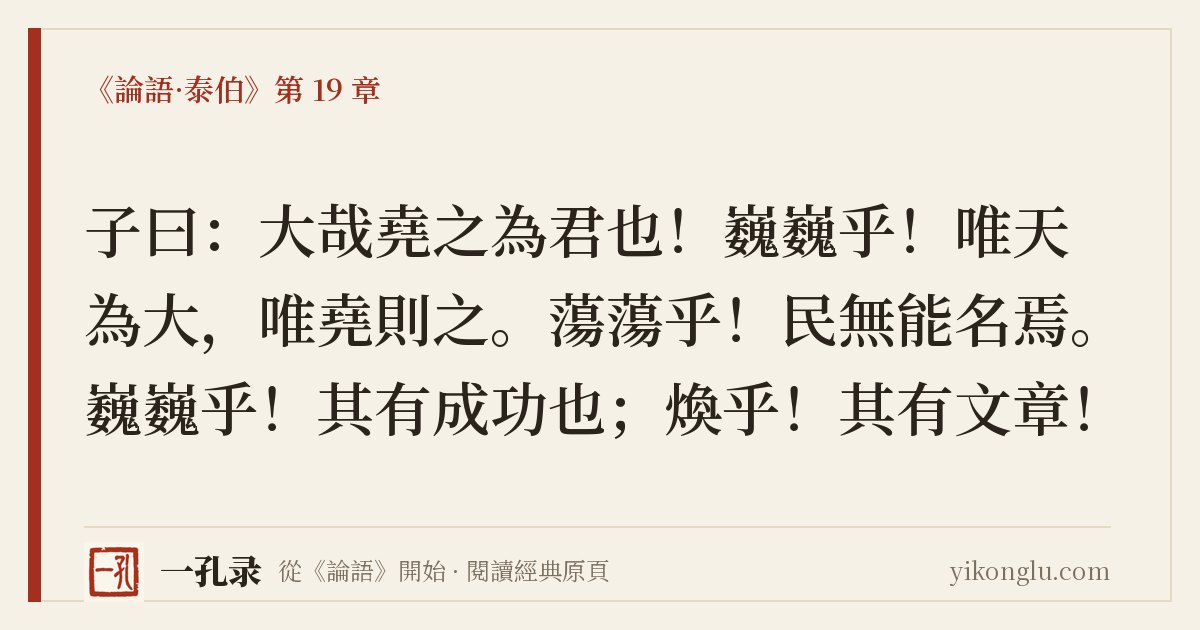 《論語·泰伯》第 19 章
子曰：大哉堯之為君也！巍巍乎！唯天
為大，唯堯則之。蕩蕩乎！民無能名焉。
巍巍乎！其有成功也；煥乎！其有文章！
一孔
一孔录 從《論語》開始 · 閱讀經典原頁 yikonglu.com